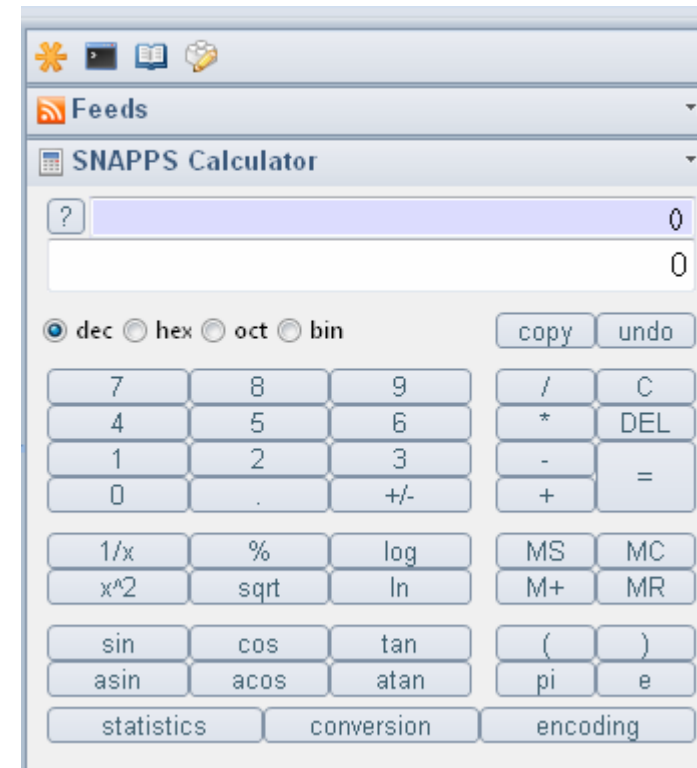 Feeds
SNAPPS Calculator
? 0
0
dec hex oct bin copy undo
7 8 9 / C
4 5 6 * DEL
1 2 3 - =
0 . +/- +
1/x % log MS MC
x^2 sqrt ln M+ MR
sin cos tan ( )
asin acos atan pi e
statistics conversion encoding